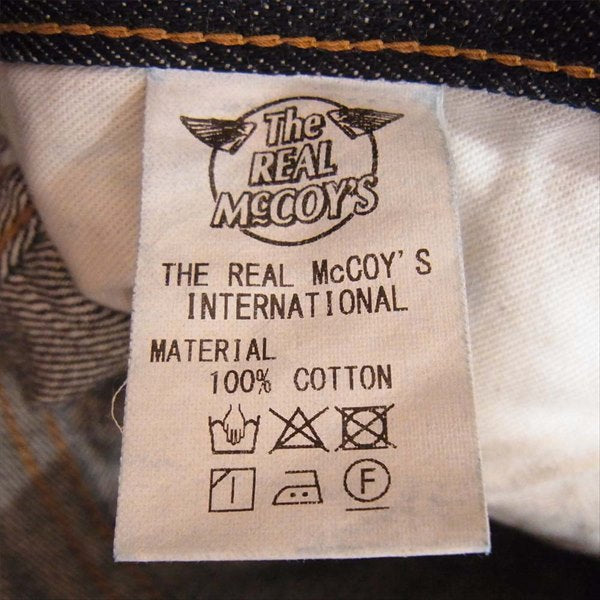 The
REAL
McCOY'S
THE REAL McCOY'S
INTERNATIONAL
MATERIAL
100% COTTON
F